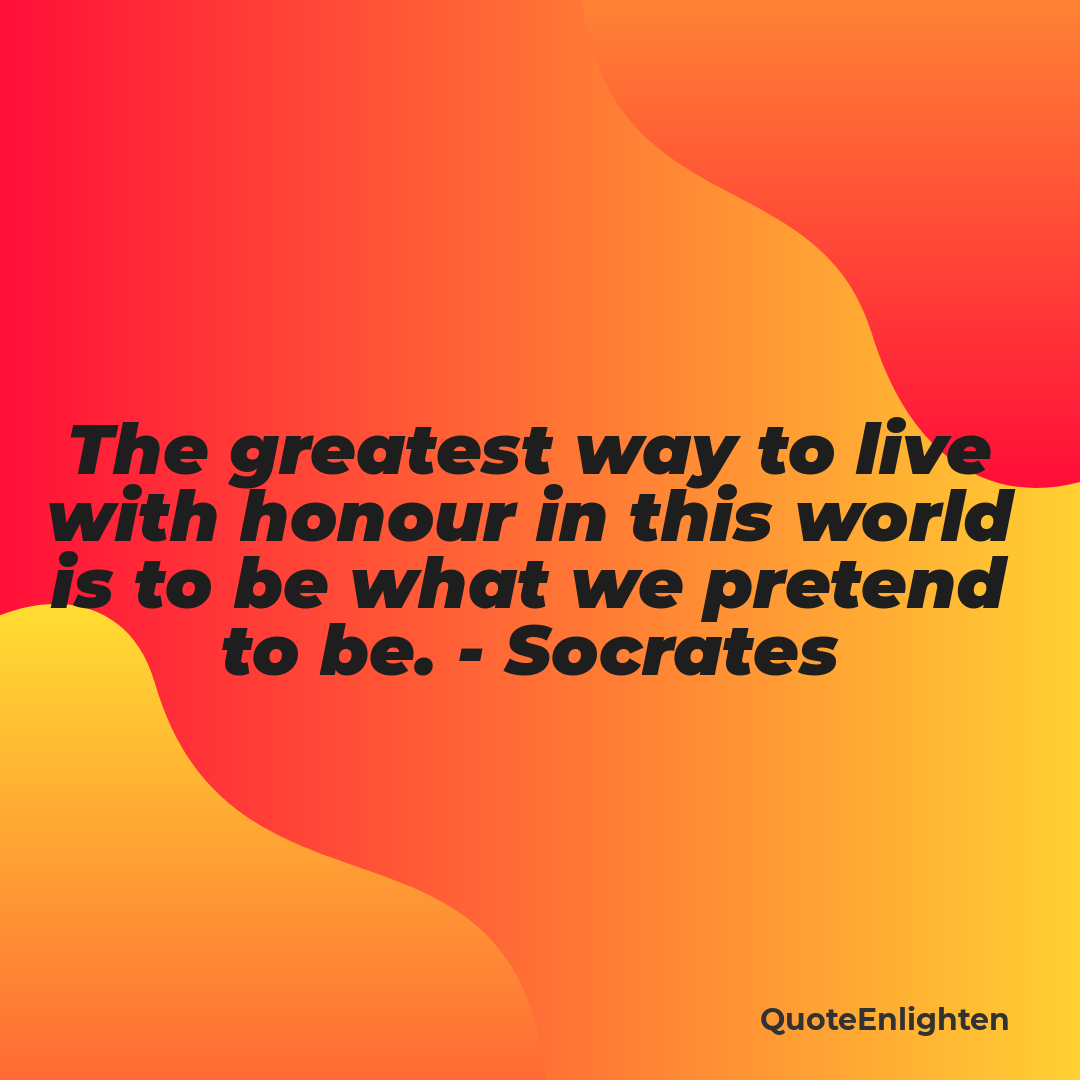 The greatest way to live
with honour in this world
is to be what we pretend
to be. - Socrates
QuoteEnlighten